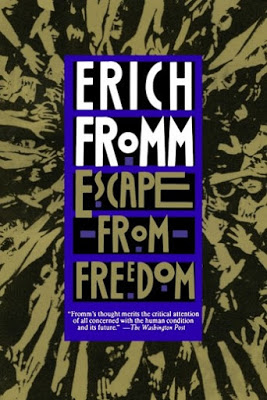 ERICH
FROMM
ESCAPE
-FROM-
FREEDOM
"Fromm's thought merits the critical attention
of all concerned with the human condition
and its future." —The Washington Post